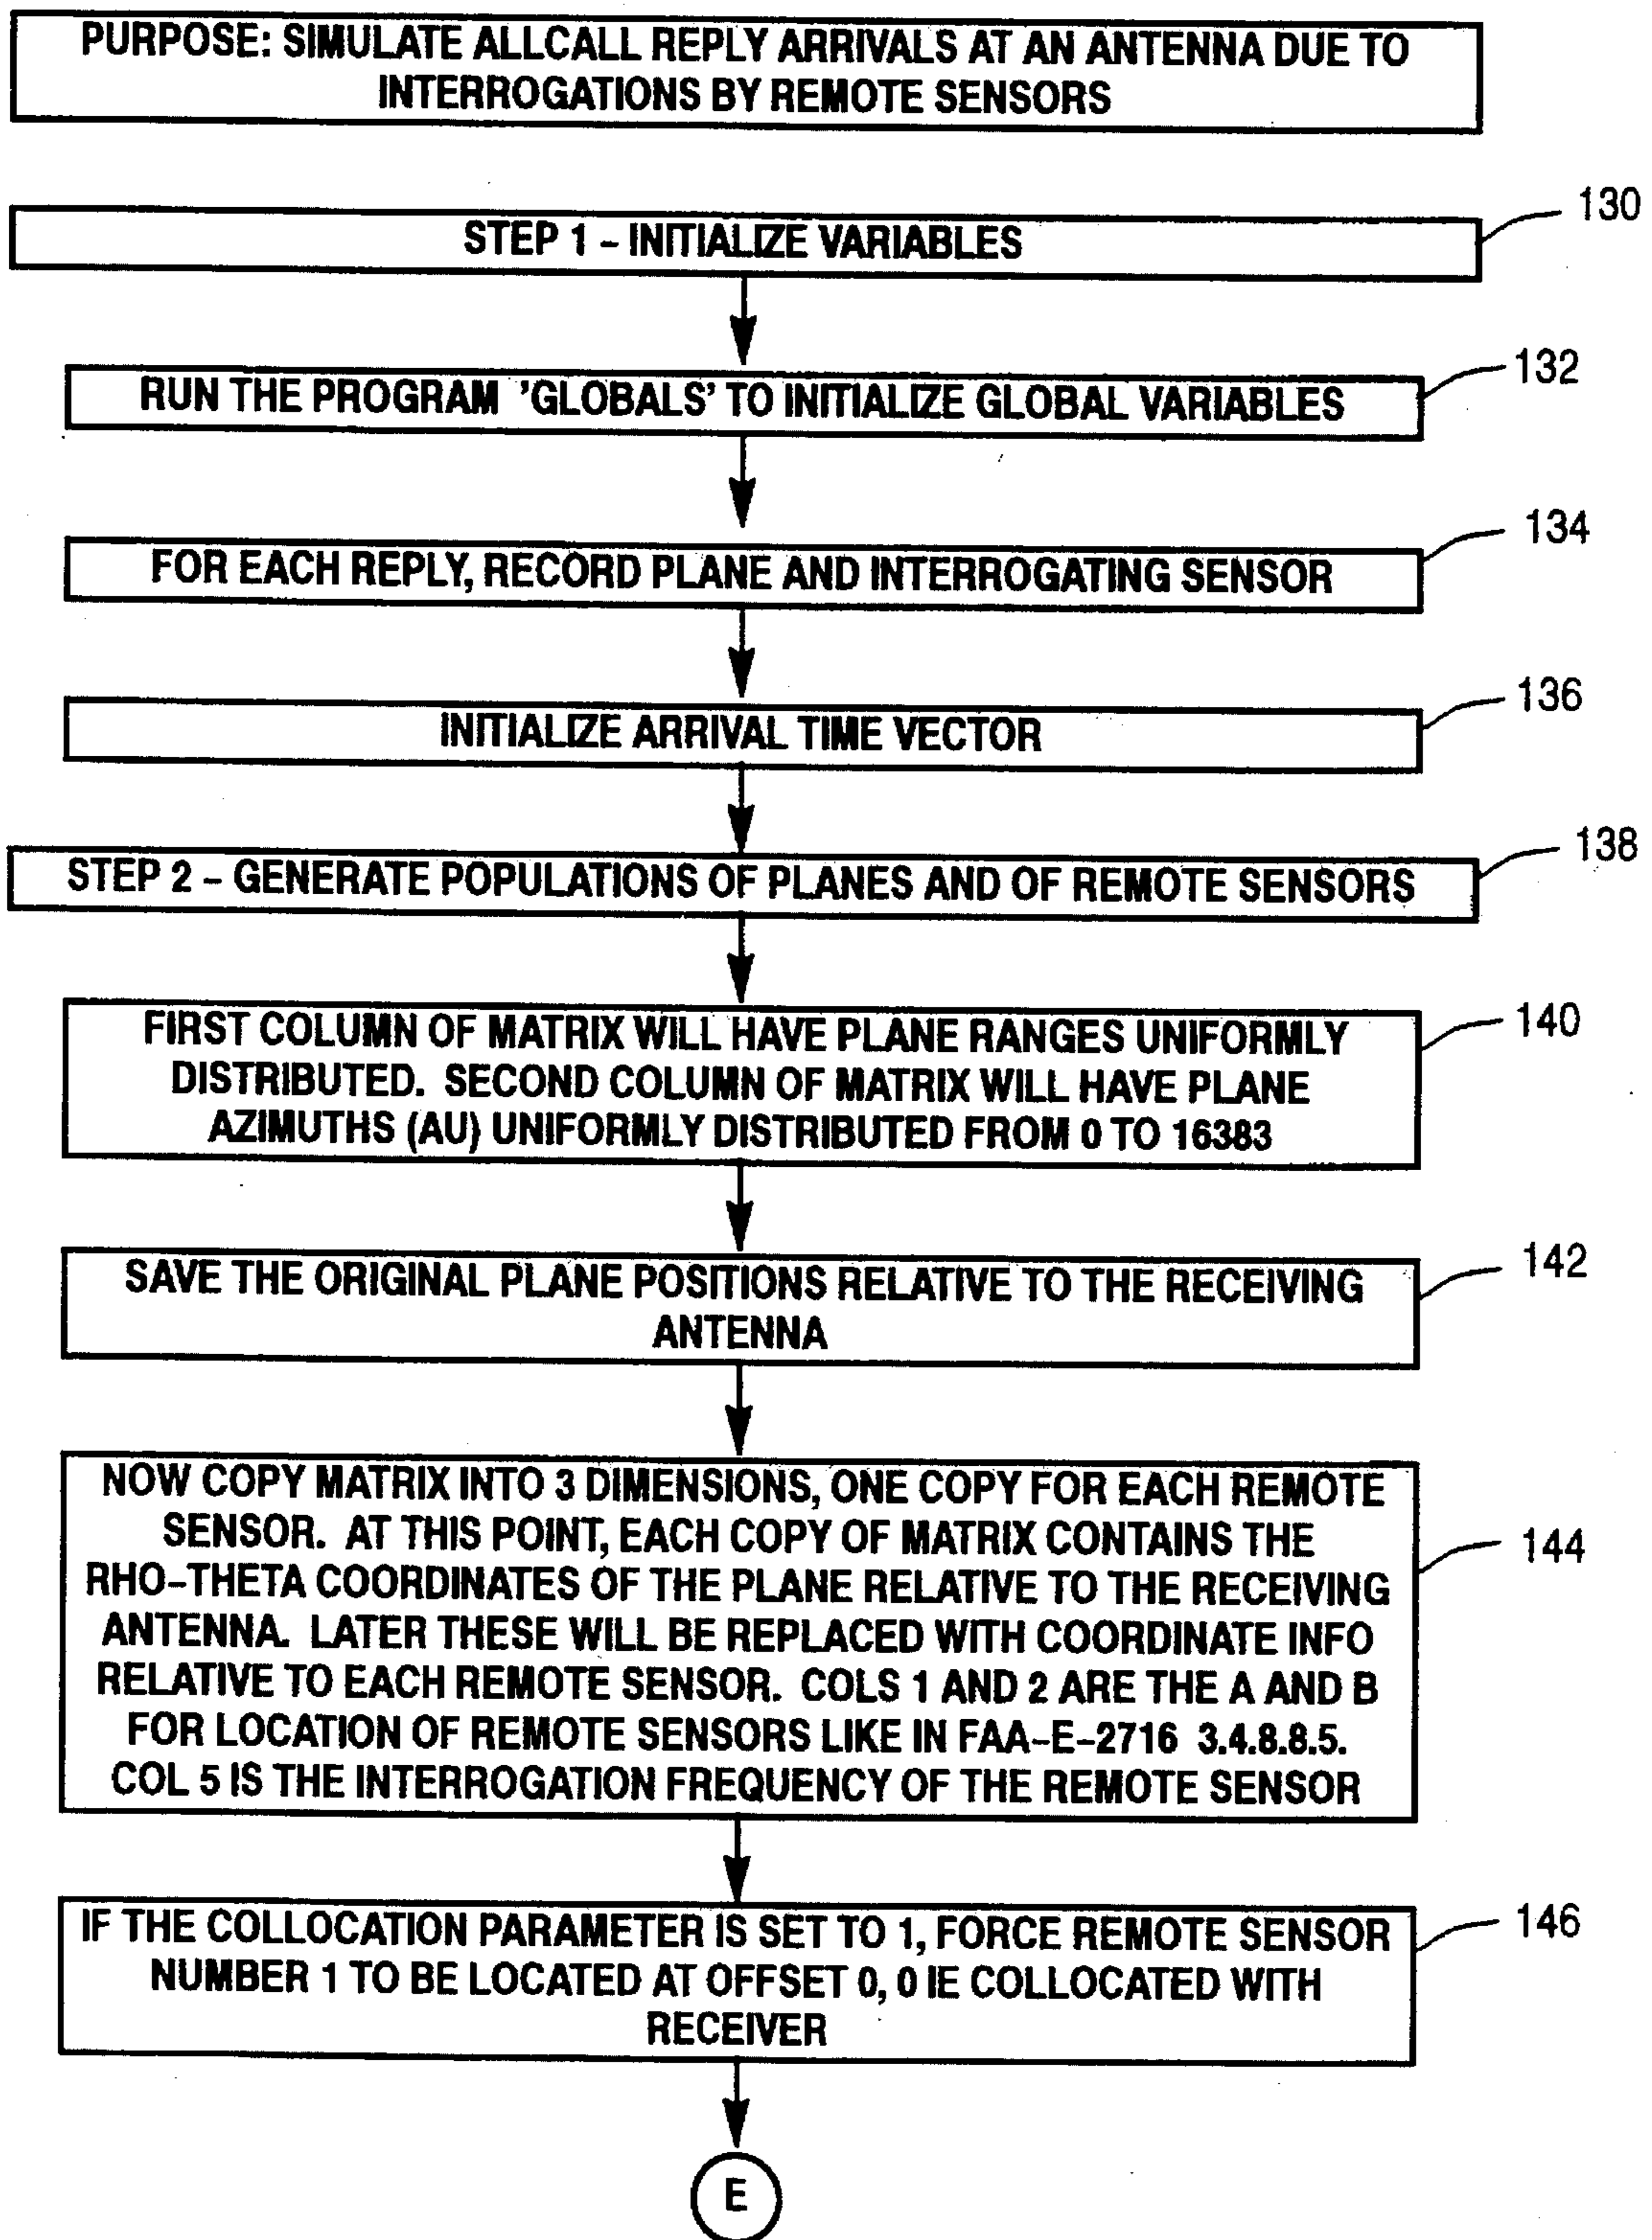 PURPOSE: SIMULATE ALLCALL REPLY ARRIVALS AT AN ANTENNA DUE TO
INTERROGATIONS BY REMOTE SENSORS
130
STEP 1 – INITIALIZE VARIABLES
132
RUN THE PROGRAM 'GLOBALS' TO INITIALIZE GLOBAL VARIABLES
134
FOR EACH REPLY, RECORD PLANE AND INTERROGATING SENSOR
136
INITIALIZE ARRIVAL TIME VECTOR
138
STEP 2 – GENERATE POPULATIONS OF PLANES AND OF REMOTE SENSORS
140
FIRST COLUMN OF MATRIX WILL HAVE PLANE RANGES UNIFORMLY
DISTRIBUTED. SECOND COLUMN OF MATRIX WILL HAVE PLANE
AZIMUTHS (AU) UNIFORMLY DISTRIBUTED FROM 0 TO 16383
142
SAVE THE ORIGINAL PLANE POSITIONS RELATIVE TO THE RECEIVING
ANTENNA
144
NOW COPY MATRIX INTO 3 DIMENSIONS, ONE COPY FOR EACH REMOTE
SENSOR. AT THIS POINT, EACH COPY OF MATRIX CONTAINS THE
RHO-THETA COORDINATES OF THE PLANE RELATIVE TO THE RECEIVING
ANTENNA. LATER THESE WILL BE REPLACED WITH COORDINATE INFO
RELATIVE TO EACH REMOTE SENSOR. COLS 1 AND 2 ARE THE A AND B
FOR LOCATION OF REMOTE SENSORS LIKE IN FAA-E-2716 3.4.8.8.5.
COL 5 IS THE INTERROGATION FREQUENCY OF THE REMOTE SENSOR
146
IF THE COLLOCATION PARAMETER IS SET TO 1, FORCE REMOTE SENSOR
NUMBER 1 TO BE LOCATED AT OFFSET 0, 0 IE COLLOCATED WITH
RECEIVER
E